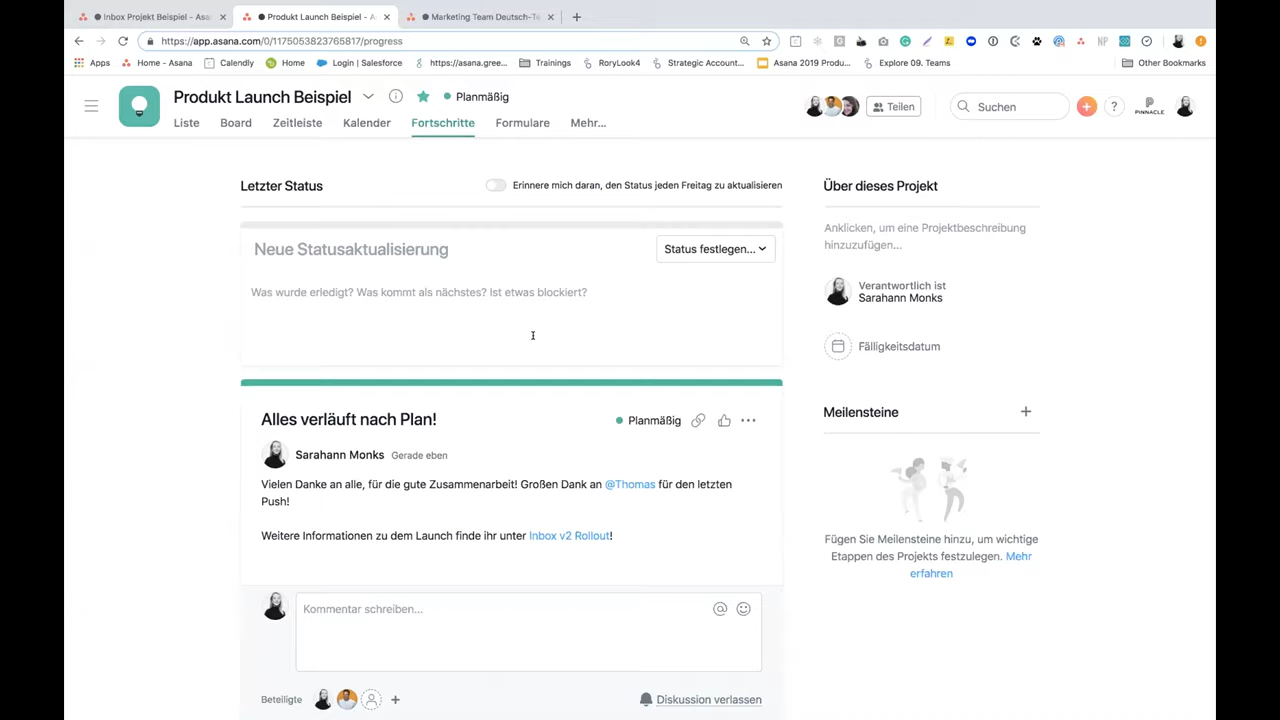 Inbox Projekt Beispiel - Asa
Produkt Launch Beispiel - A
Marketing Team Deutsch-Te
https://app.asana.com/0/1175053823765817/progress
Apps
Home - Asana
Calendly
Home
Login | Salesforce
https://asana.gree...
Trainings
RoryLook4
Strategic Account...
Asana 2019 Produ...
Explore 09. Teams
Other Bookmarks
Produkt Launch Beispiel
Planmäßig
Teilen
Suchen
PINNACLE
Liste
Board
Zeitleiste
Kalender
Fortschritte
Formulare
Mehr...
Letzter Status
Erinnere mich daran, den Status jeden Freitag zu aktualisieren
Neue Statusaktualisierung
Status festlegen...
Was wurde erledigt? Was kommt als nächstes? Ist etwas blockiert?
Alles verläuft nach Plan!
Planmäßig
Sarahann Monks Gerade eben
Vielen Danke an alle, für die gute Zusammenarbeit! Großen Dank an @Thomas für den letzten
Push!
Weitere Informationen zu dem Launch finde ihr unter Inbox v2 Rollout!
Kommentar schreiben...
Beteiligte
Diskussion verlassen
Über dieses Projekt
Anklicken, um eine Projektbeschreibung
hinzuzufügen...
Verantwortlich ist
Sarahann Monks
Fälligkeitsdatum
Meilensteine
Fügen Sie Meilensteine hinzu, um wichtige
Etappen des Projekts festzulegen. Mehr
erfahren